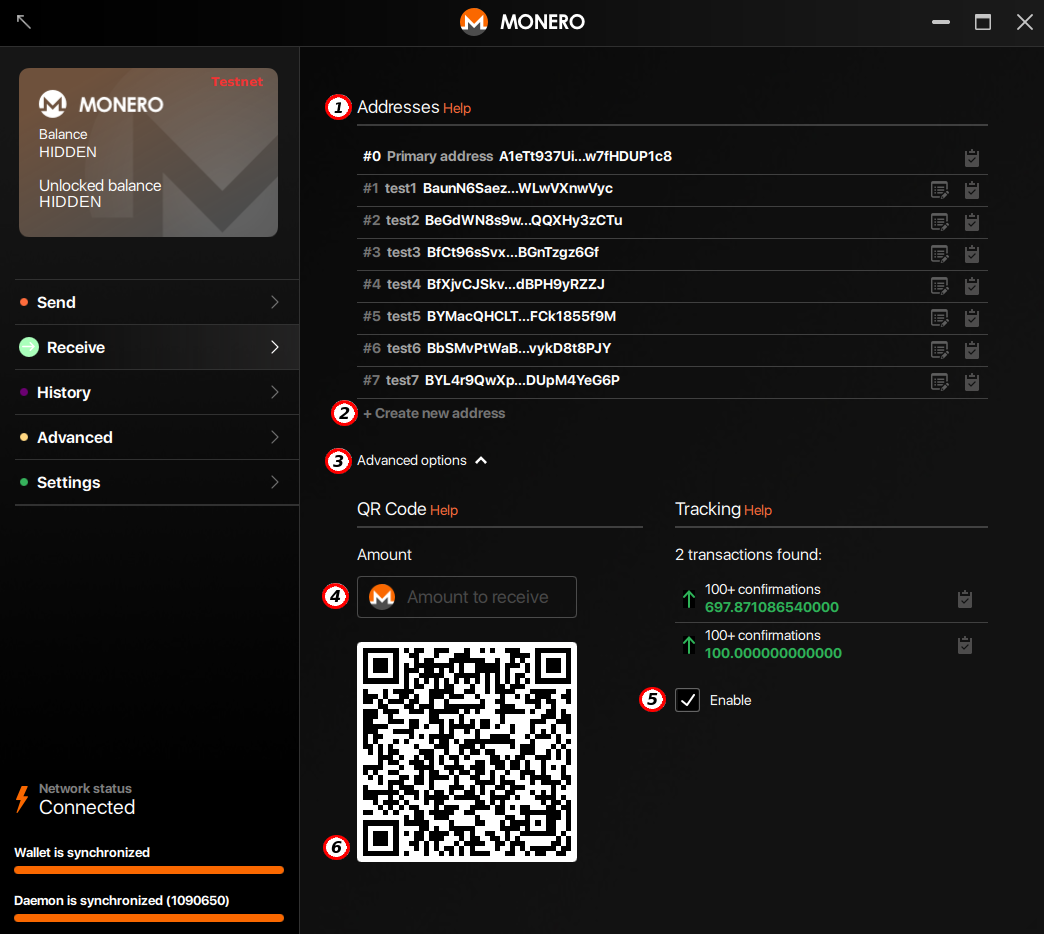 MONERO
Testnet
MONERO
Balance
HIDDEN
Unlocked balance
HIDDEN
Send
Receive
History
Advanced
Settings
Network status
Connected
Wallet is synchronized
Daemon is synchronized (1090650)
1 Addresses Help
#0 Primary address A1eTt937Ui...w7fHDUP1c8
#1 test1 BaunN6Saez...WLwVXnwVyc
#2 test2 BeGdWN8s9w...QQXHy3zCTu
#3 test3 BfCt96sSvx...BGnTzgz6Gf
#4 test4 BfXjvCJSkv...dBPH9yRZZJ
#5 test5 BYMacQHCLT...FCk1855f9M
#6 test6 BbSMvPtWaB...vykD8t8PJY
#7 test7 BYL4r9QwXp...DUpM4YeG6P
2 + Create new address
3 Advanced options
QR Code Help
Amount
4 Amount to receive
6
Tracking Help
2 transactions found:
100+ confirmations
697.871086540000
100+ confirmations
100.000000000000
5 Enable